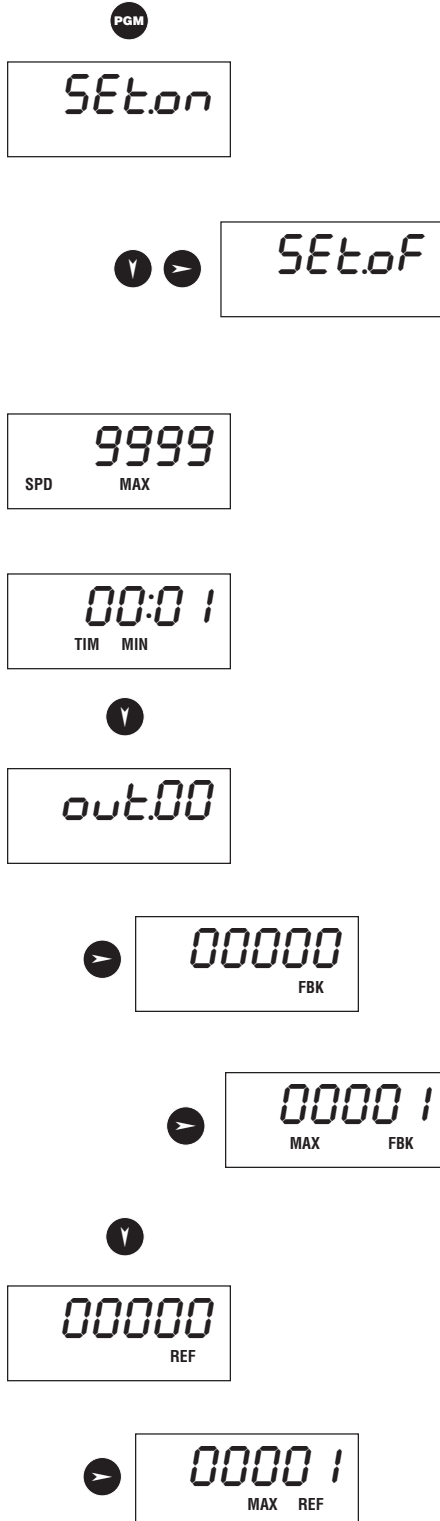 PGM
SEt.on
SEt.oF
9999
SPD MAX
00:01
TIM MIN
out.00
00000
FBK
00001
MAX FBK
00000
REF
00001
MAX REF